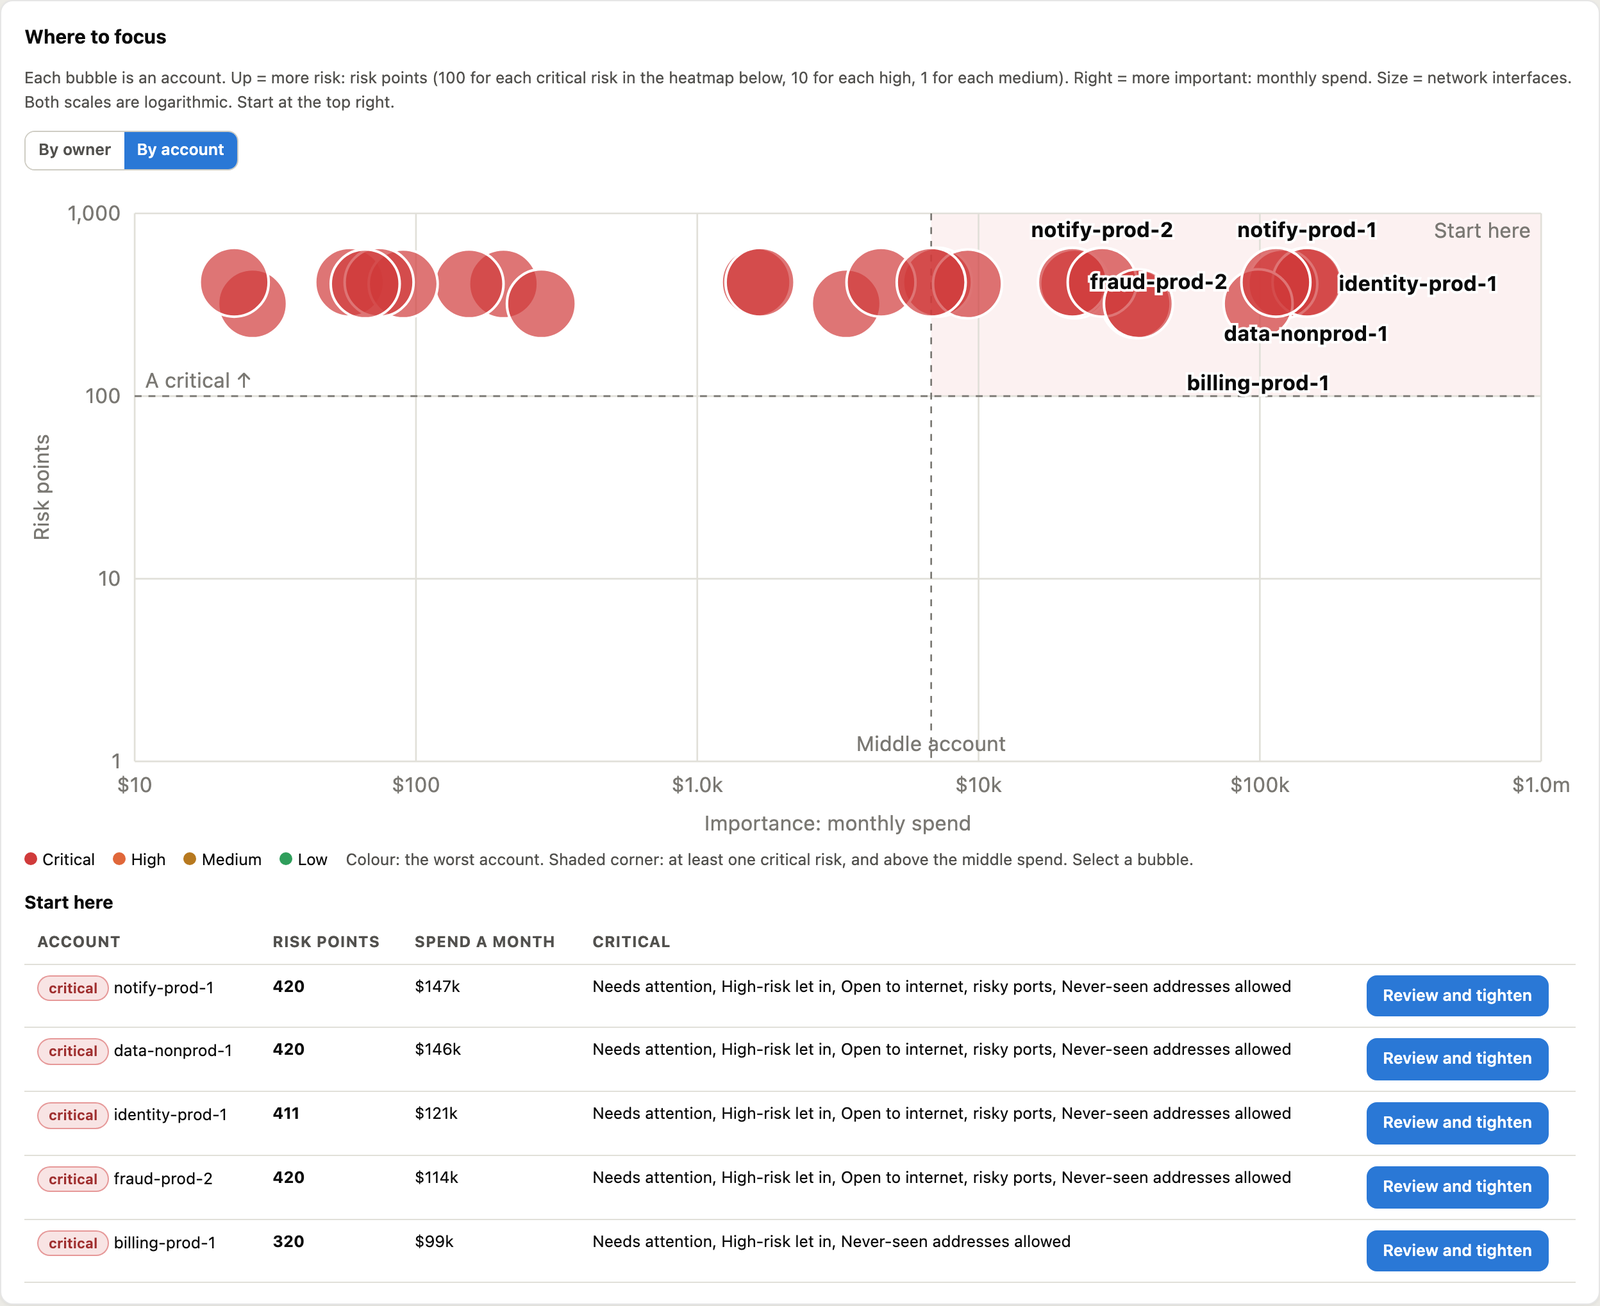 Where to focus
Each bubble is an account. Up = more risk: risk points (100 for each critical risk in the heatmap below, 10 for each high, 1 for each medium). Right = more important: monthly spend. Size = network interfaces.
Both scales are logarithmic. Start at the top right.
By owner By account
1,000
notify-prod-2 notify-prod-1 Start here
fraud-prod-2 identity-prod-1
data-nonprod-1
A critical ↑ billing-prod-1
100
Risk points
10
Middle account
1
$10 $100 $1.0k $10k $100k $1.0m
Importance: monthly spend
Critical High Medium Low Colour: the worst account. Shaded corner: at least one critical risk, and above the middle spend. Select a bubble.
Start here
ACCOUNT RISK POINTS SPEND A MONTH CRITICAL
critical notify-prod-1 420 $147k Needs attention, High-risk let in, Open to internet, risky ports, Never-seen addresses allowed Review and tighten
critical data-nonprod-1 420 $146k Needs attention, High-risk let in, Open to internet, risky ports, Never-seen addresses allowed Review and tighten
critical identity-prod-1 411 $121k Needs attention, High-risk let in, Open to internet, risky ports, Never-seen addresses allowed Review and tighten
critical fraud-prod-2 420 $114k Needs attention, High-risk let in, Open to internet, risky ports, Never-seen addresses allowed Review and tighten
critical billing-prod-1 320 $99k Needs attention, High-risk let in, Never-seen addresses allowed Review and tighten